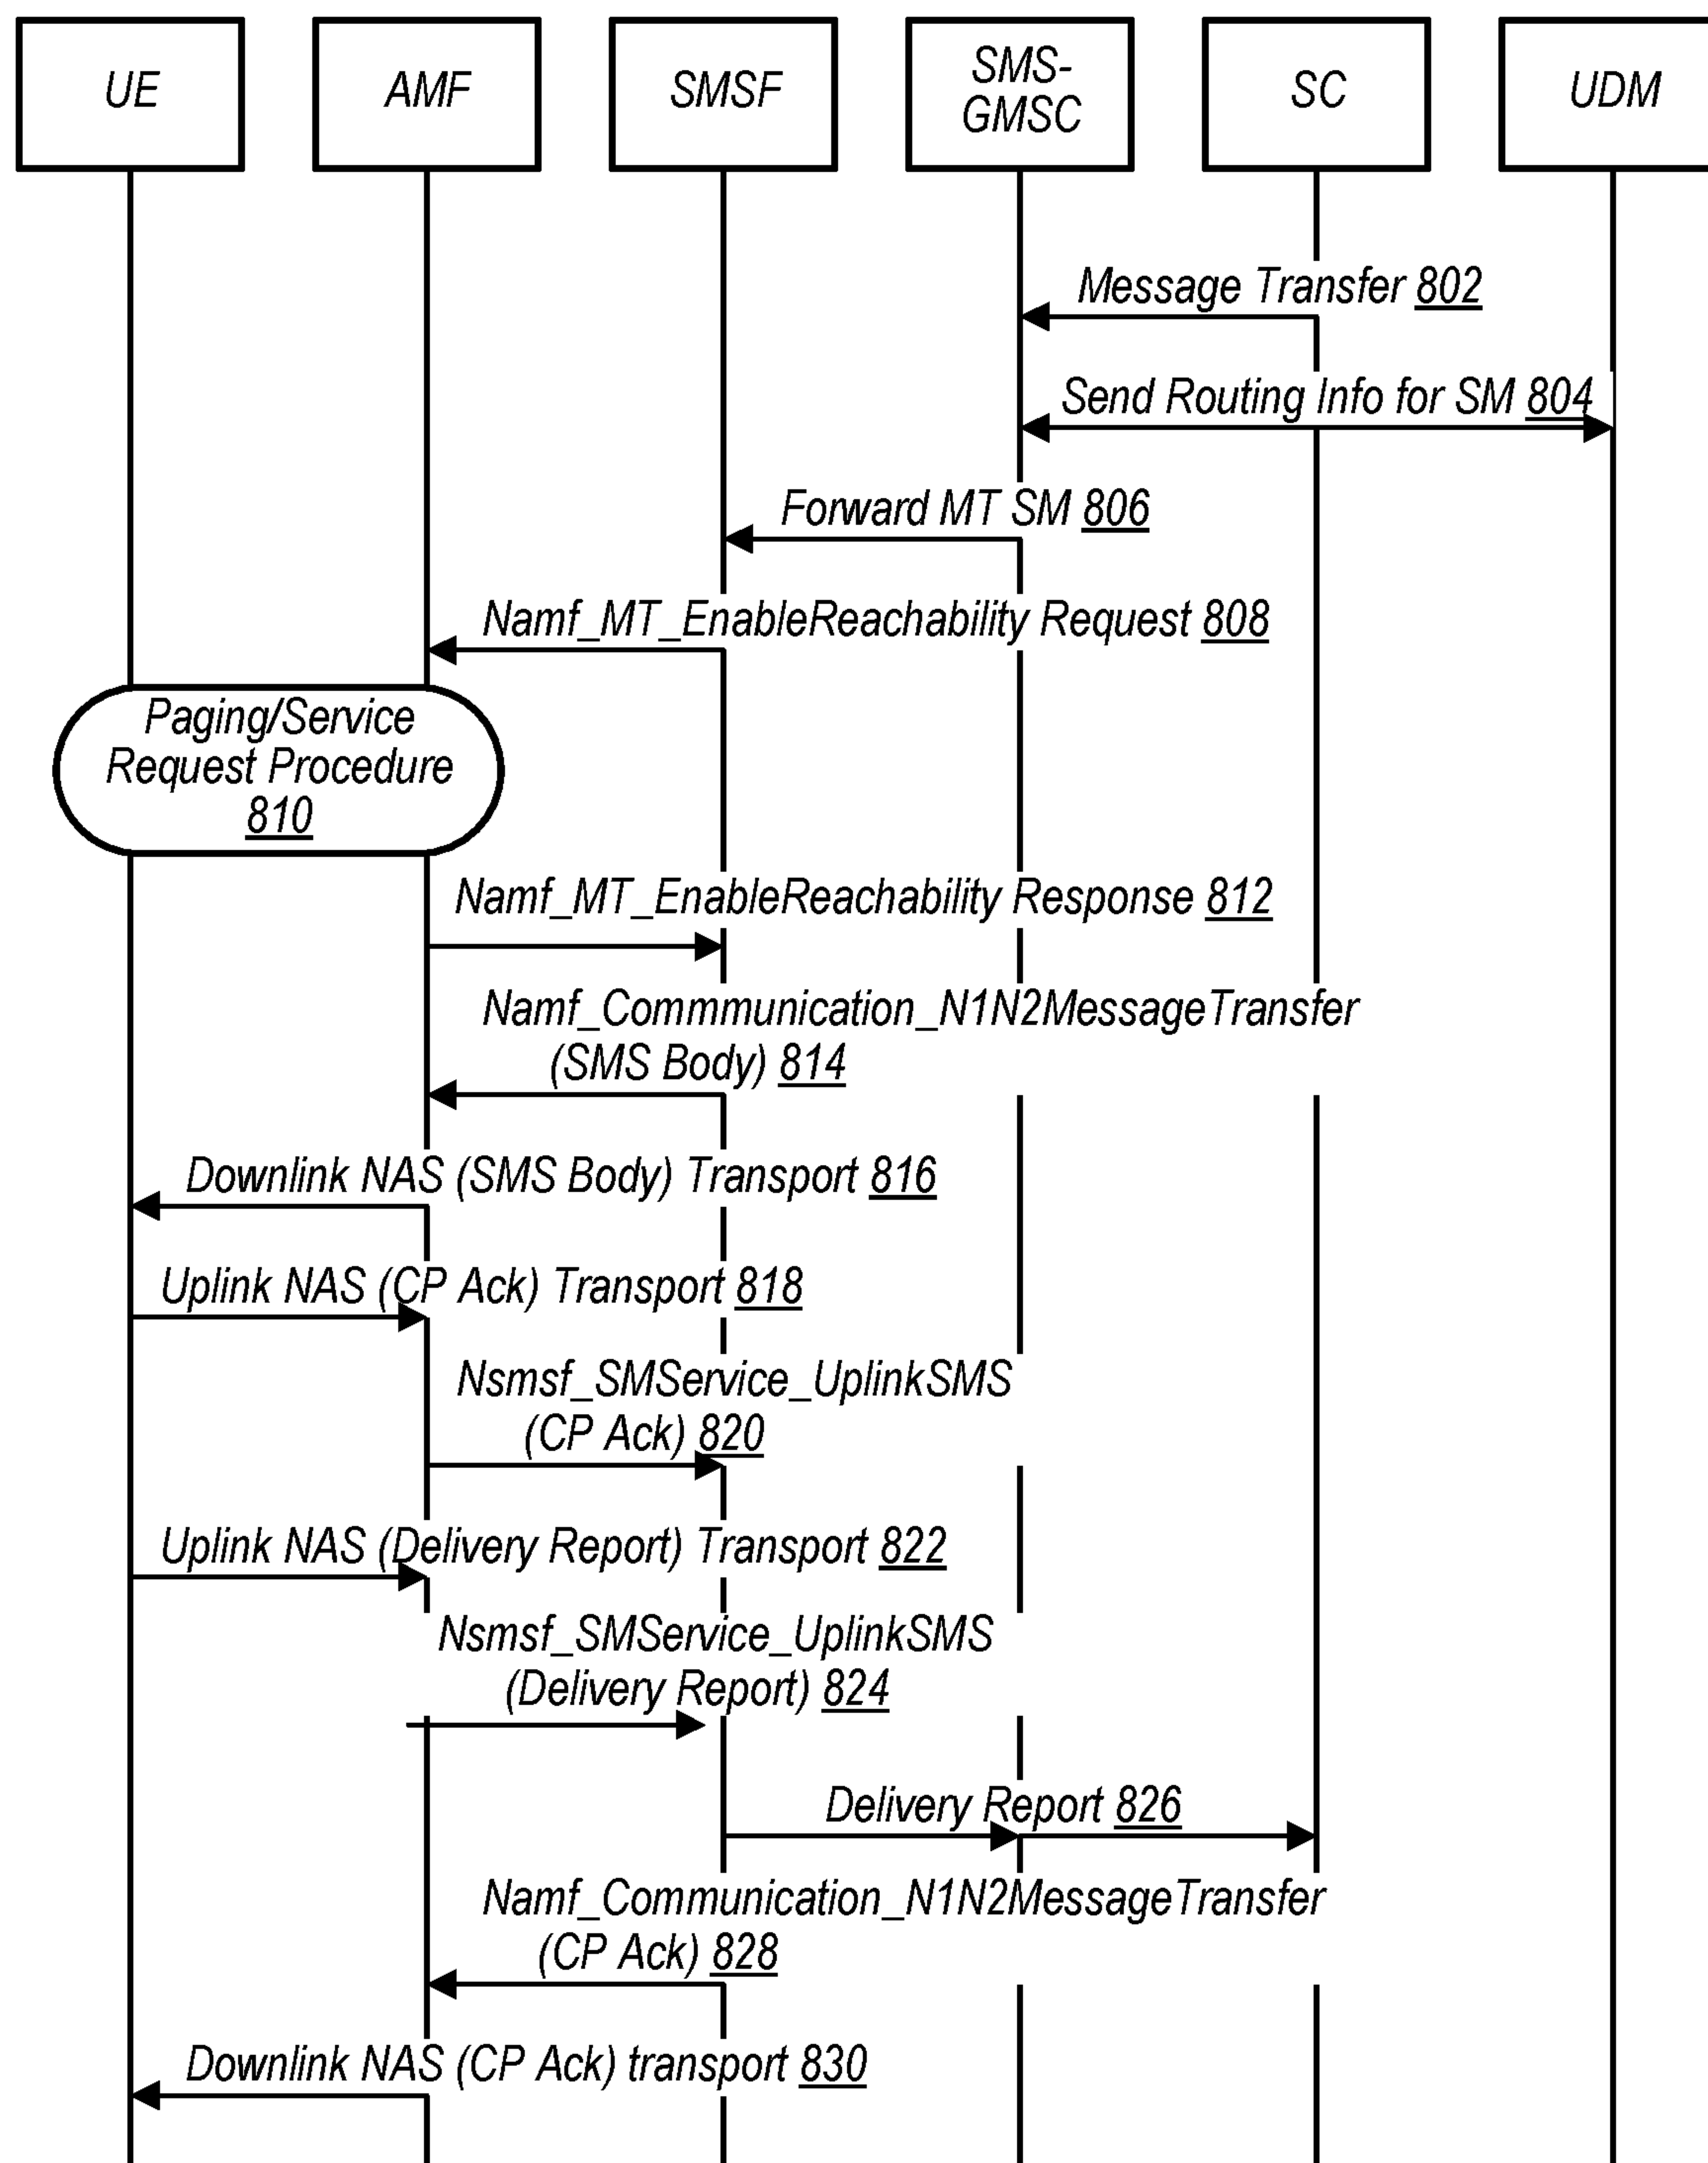 UE
AMF
SMSF
SMS-
GMSC
SC
UDM
Message Transfer 802
Send Routing Info for SM 804
Forward MT SM 806
Namf_MT_EnableReachability Request 808
Paging/Service
Request Procedure
810
Namf_MT_EnableReachability Response 812
Namf_Commmunication_N1N2MessageTransfer
(SMS Body) 814
Downlink NAS (SMS Body) Transport 816
Uplink NAS (CP Ack) Transport 818
Nsmsf_SMService_UplinkSMS
(CP Ack) 820
Uplink NAS (Delivery Report) Transport 822
Nsmsf_SMService_UplinkSMS
(Delivery Report) 824
Delivery Report 826
Namf_Communication_N1N2MessageTransfer
(CP Ack) 828
Downlink NAS (CP Ack) transport 830